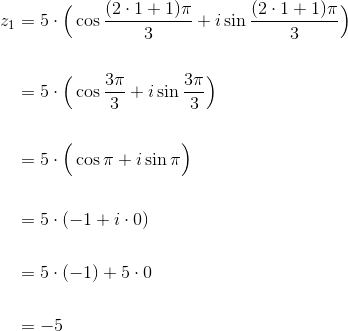 z₁ = 5 · ( cos (2 · 1 + 1)π / 3 + i sin (2 · 1 + 1)π / 3 )
= 5 · ( cos 3π / 3 + i sin 3π / 3 )
= 5 · ( cos π + i sin π )
= 5 · (−1 + i · 0)
= 5 · (−1) + 5 · 0
= −5